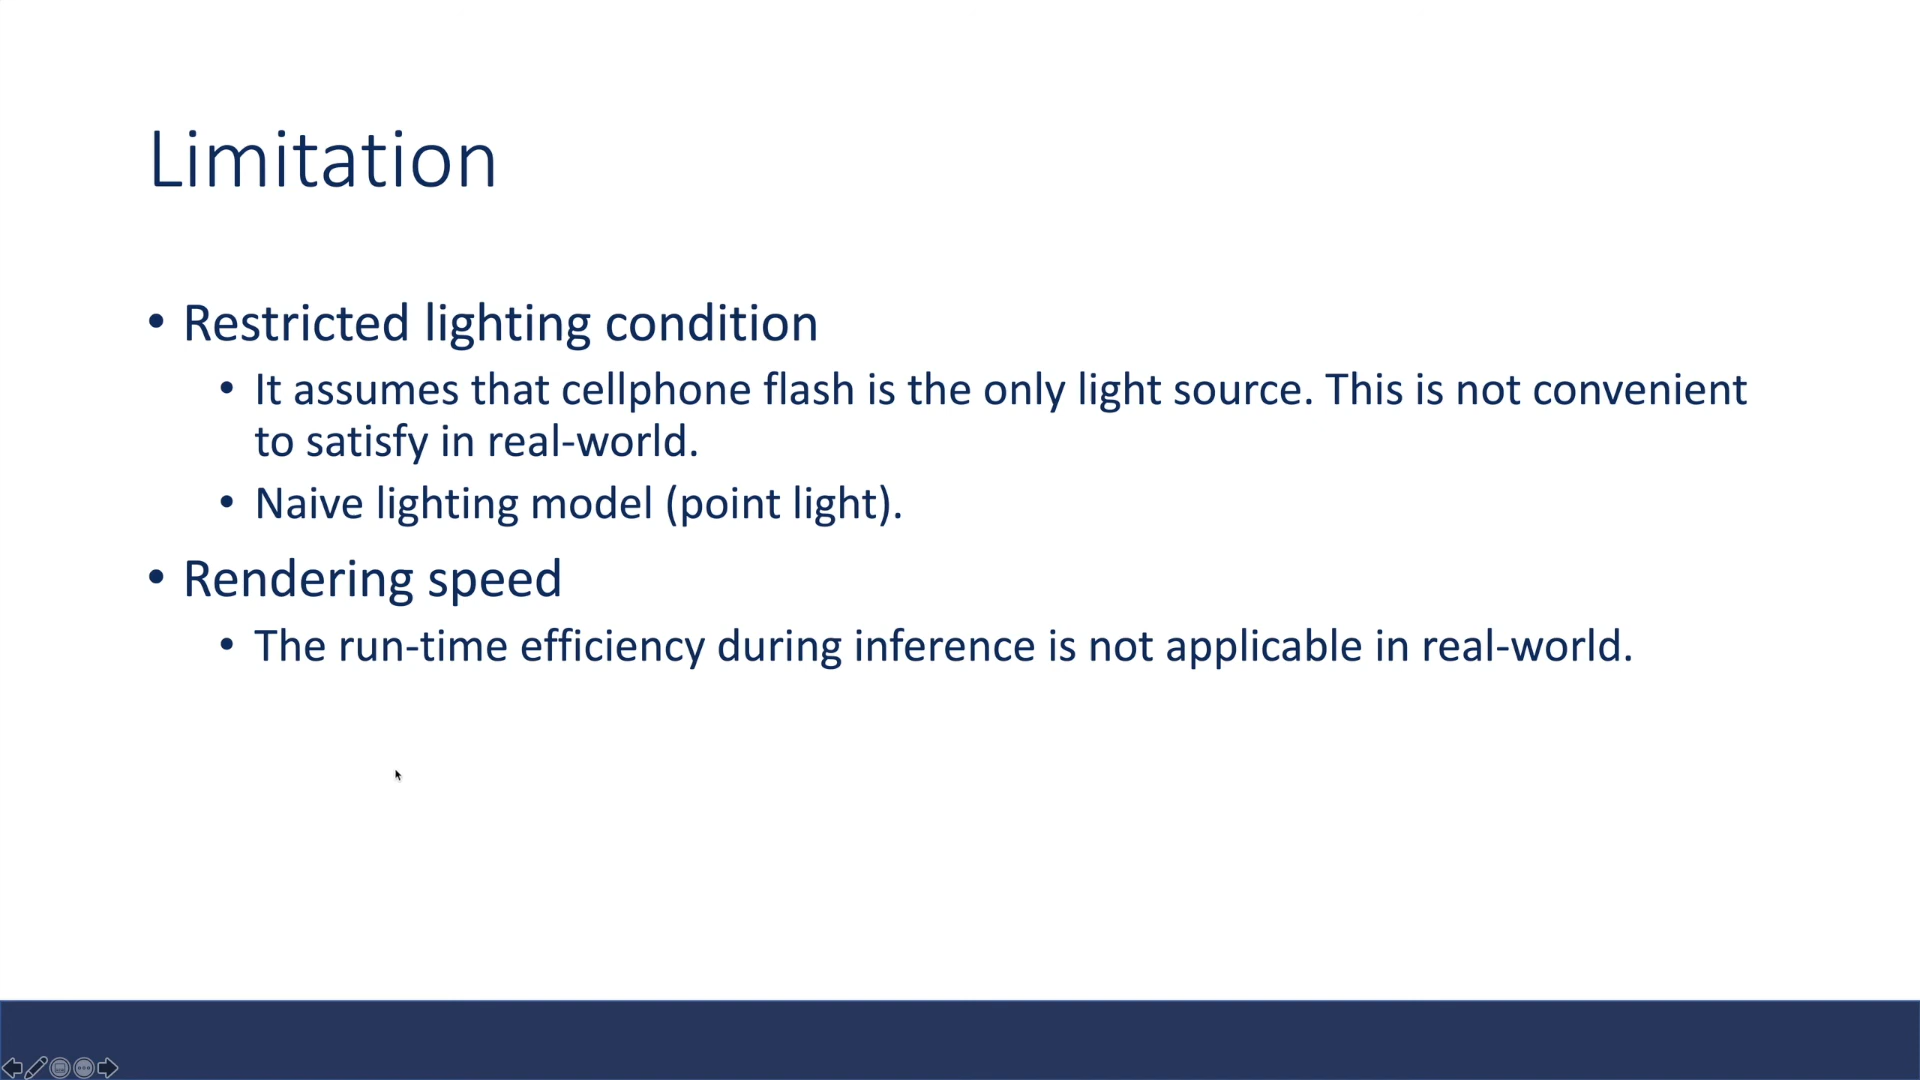 Limitation
• Restricted lighting condition
• It assumes that cellphone flash is the only light source. This is not convenient
to satisfy in real-world.
• Naive lighting model (point light).
• Rendering speed
• The run-time efficiency during inference is not applicable in real-world.